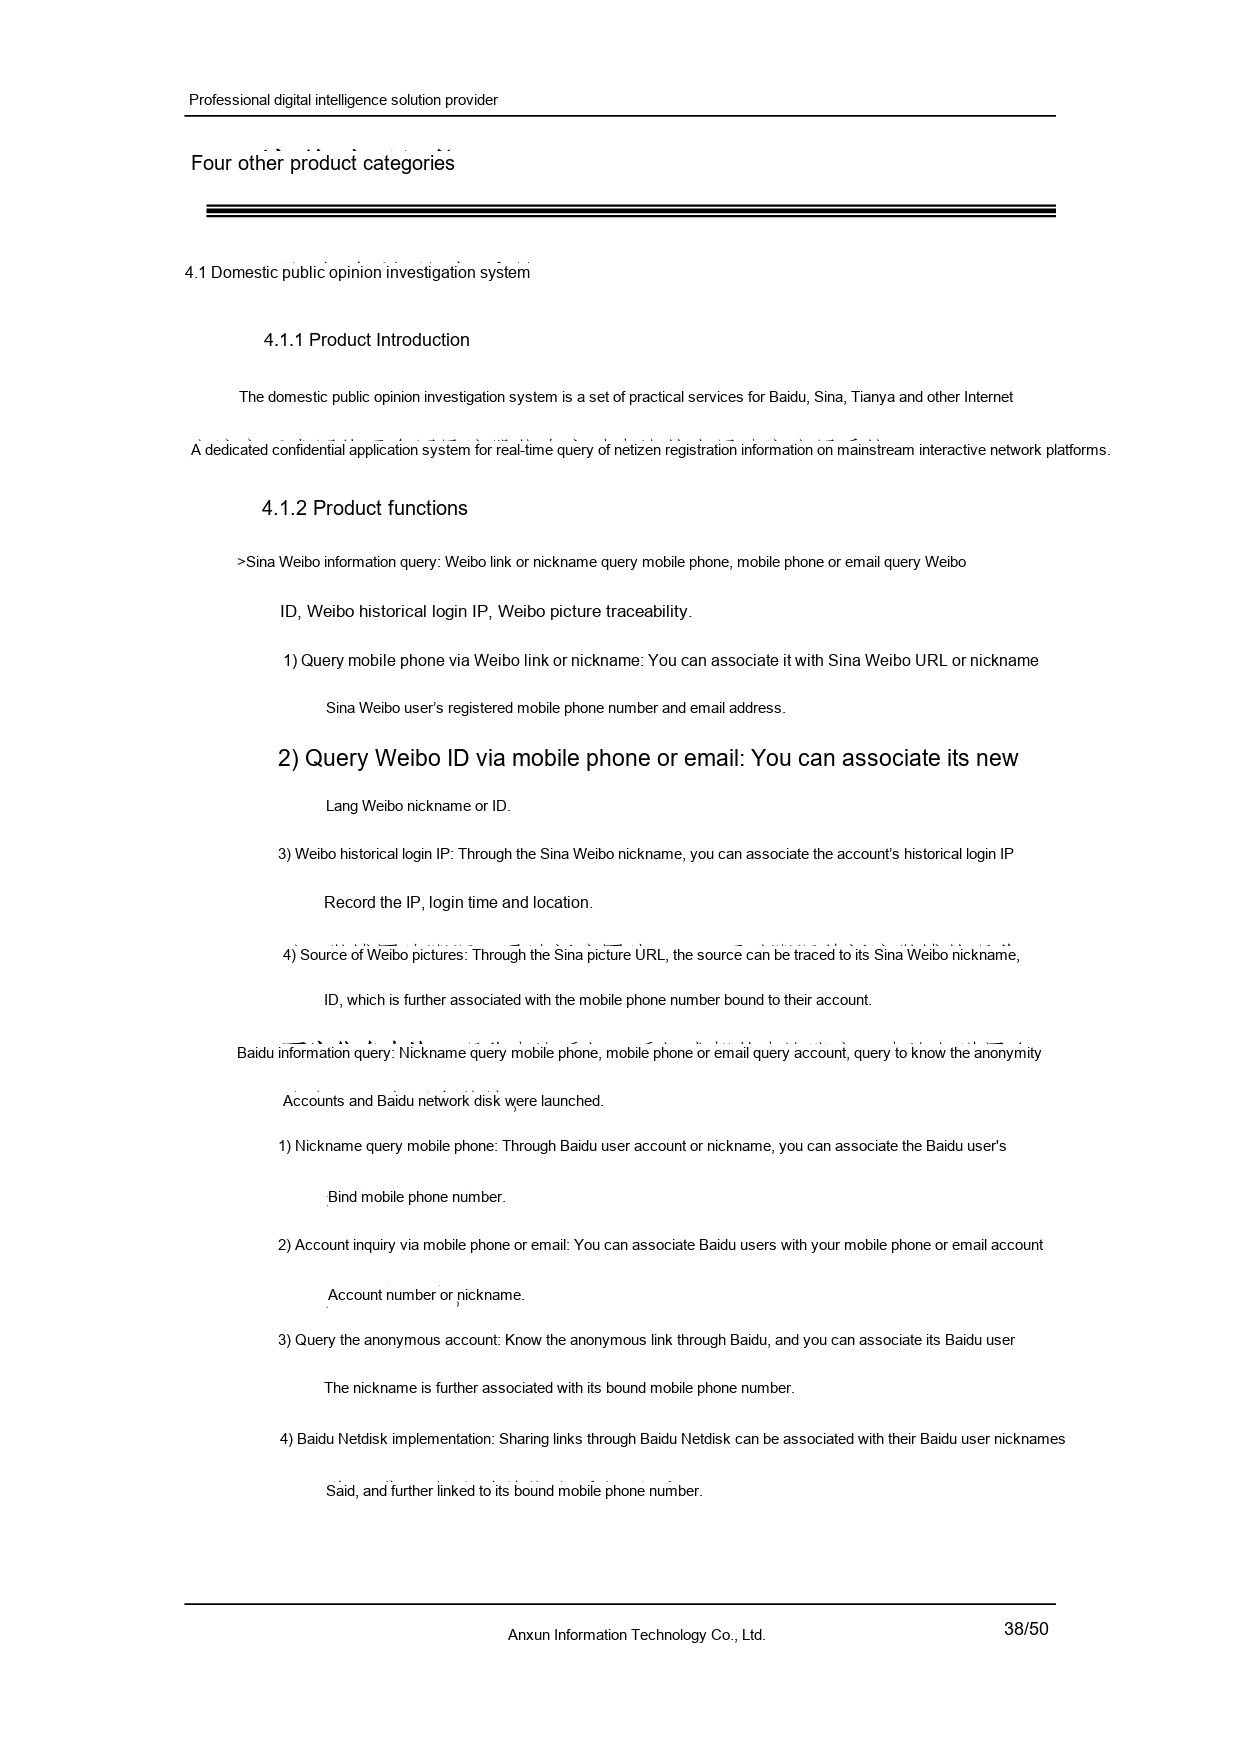 Professional digital intelligence solution provider
Four other product categories
4.1 Domestic public opinion investigation system
4.1.1 Product Introduction
The domestic public opinion investigation system is a set of practical services for Baidu, Sina, Tianya and other Internet
A dedicated confidential application system for real-time query of netizen registration information on mainstream interactive network platforms.
4.1.2 Product functions
>Sina Weibo information query: Weibo link or nickname query mobile phone, mobile phone or email query Weibo
ID, Weibo historical login IP, Weibo picture traceability.
1) Query mobile phone via Weibo link or nickname: You can associate it with Sina Weibo URL or nickname
Sina Weibo user’s registered mobile phone number and email address.
2) Query Weibo ID via mobile phone or email: You can associate its new
Lang Weibo nickname or ID.
3) Weibo historical login IP: Through the Sina Weibo nickname, you can associate the account’s historical login IP
Record the IP, login time and location.
4) Source of Weibo pictures: Through the Sina picture URL, the source can be traced to its Sina Weibo nickname,
ID, which is further associated with the mobile phone number bound to their account.
Baidu information query: Nickname query mobile phone, mobile phone or email query account, query to know the anonymity
Accounts and Baidu network disk were launched.
1) Nickname query mobile phone: Through Baidu user account or nickname, you can associate the Baidu user's
Bind mobile phone number.
2) Account inquiry via mobile phone or email: You can associate Baidu users with your mobile phone or email account
Account number or nickname.
3) Query the anonymous account: Know the anonymous link through Baidu, and you can associate its Baidu user
The nickname is further associated with its bound mobile phone number.
4) Baidu Netdisk implementation: Sharing links through Baidu Netdisk can be associated with their Baidu user nicknames
Said, and further linked to its bound mobile phone number.
Anxun Information Technology Co., Ltd.
38/50